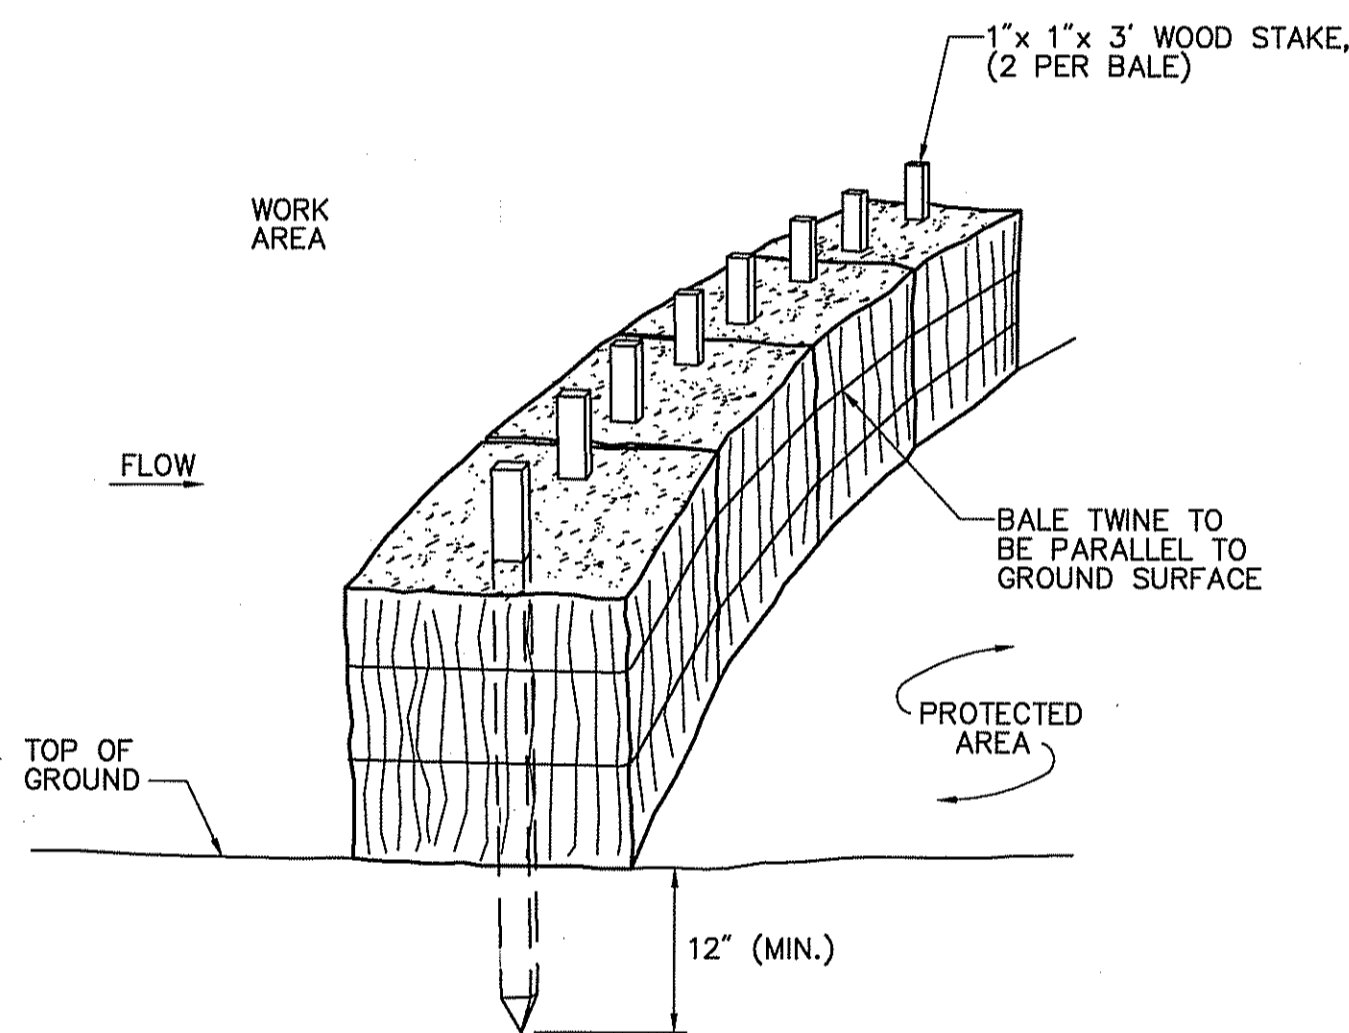 1"x 1"x 3' WOOD STAKE,
(2 PER BALE)
WORK
AREA
FLOW
BALE TWINE TO
BE PARALLEL TO
GROUND SURFACE
PROTECTED
AREA
TOP OF
GROUND
12" (MIN.)